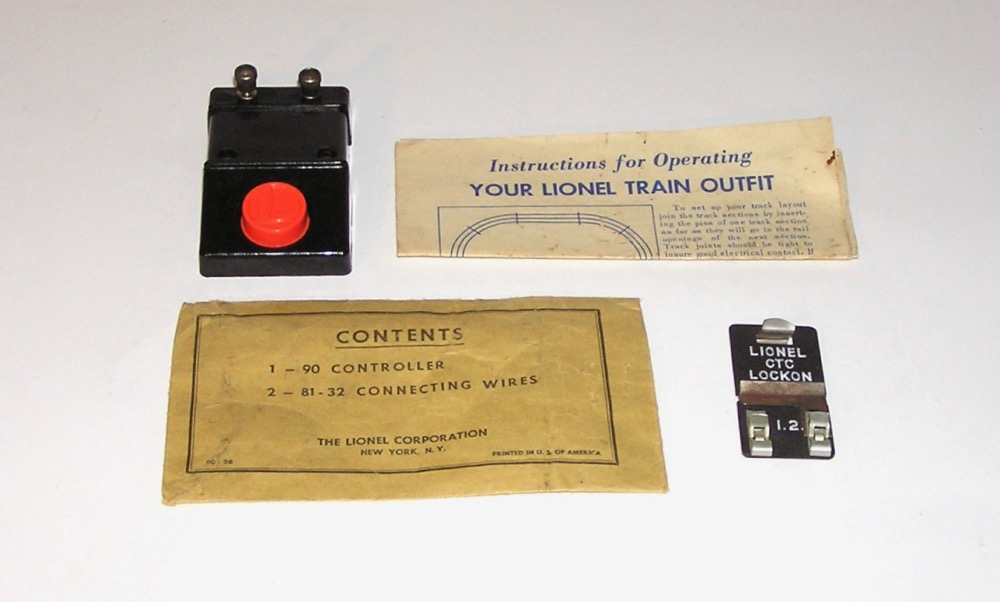 Instructions for Operating
YOUR LIONEL TRAIN OUTFIT
To set up your track layout
join the track sections by insert-
ing the pins of one track section
as far as they will go in the rail
openings of the next section.
Track joints should be tight to
insure good electrical contact. If
CONTENTS
1 – 90 CONTROLLER
2 – 81-32 CONNECTING WIRES
THE LIONEL CORPORATION
NEW YORK, N.Y.
PRINTED IN U. S. OF AMERICA
LIONEL
CTC
LOCKON
1.2.